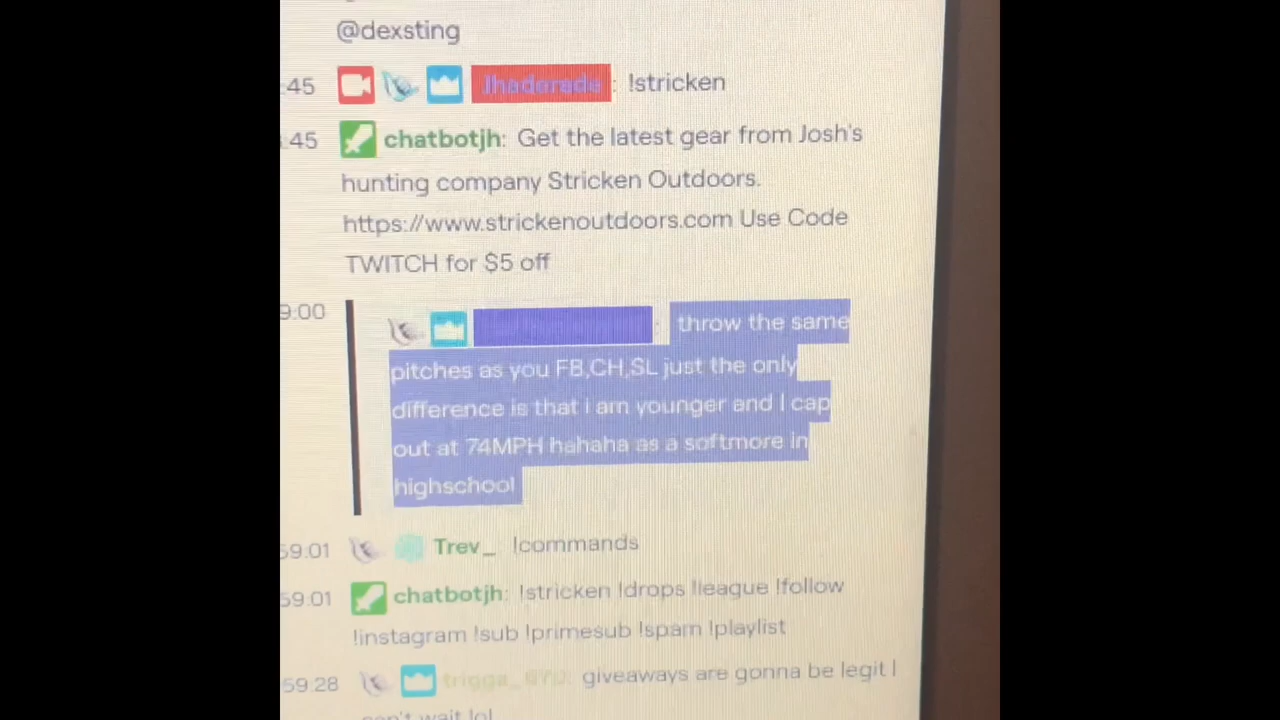 @dexsting
:45 Jhaderade: !stricken
:45 chatbotjh: Get the latest gear from Josh's
hunting company Stricken Outdoors.
https://www.strickenoutdoors.com Use Code
TWITCH for $5 off
9:00 : throw the same
pitches as you FB,CH,SL just the only
difference is that i am younger and I cap
out at 74MPH hahaha as a softmore in
highschool
59:01 Trev_ !commands
59:01 chatbotjh: !stricken !drops !league !follow
!instagram !sub !primesub !spam !playlist
59:28 giveaways are gonna be legit I
can't wait lol